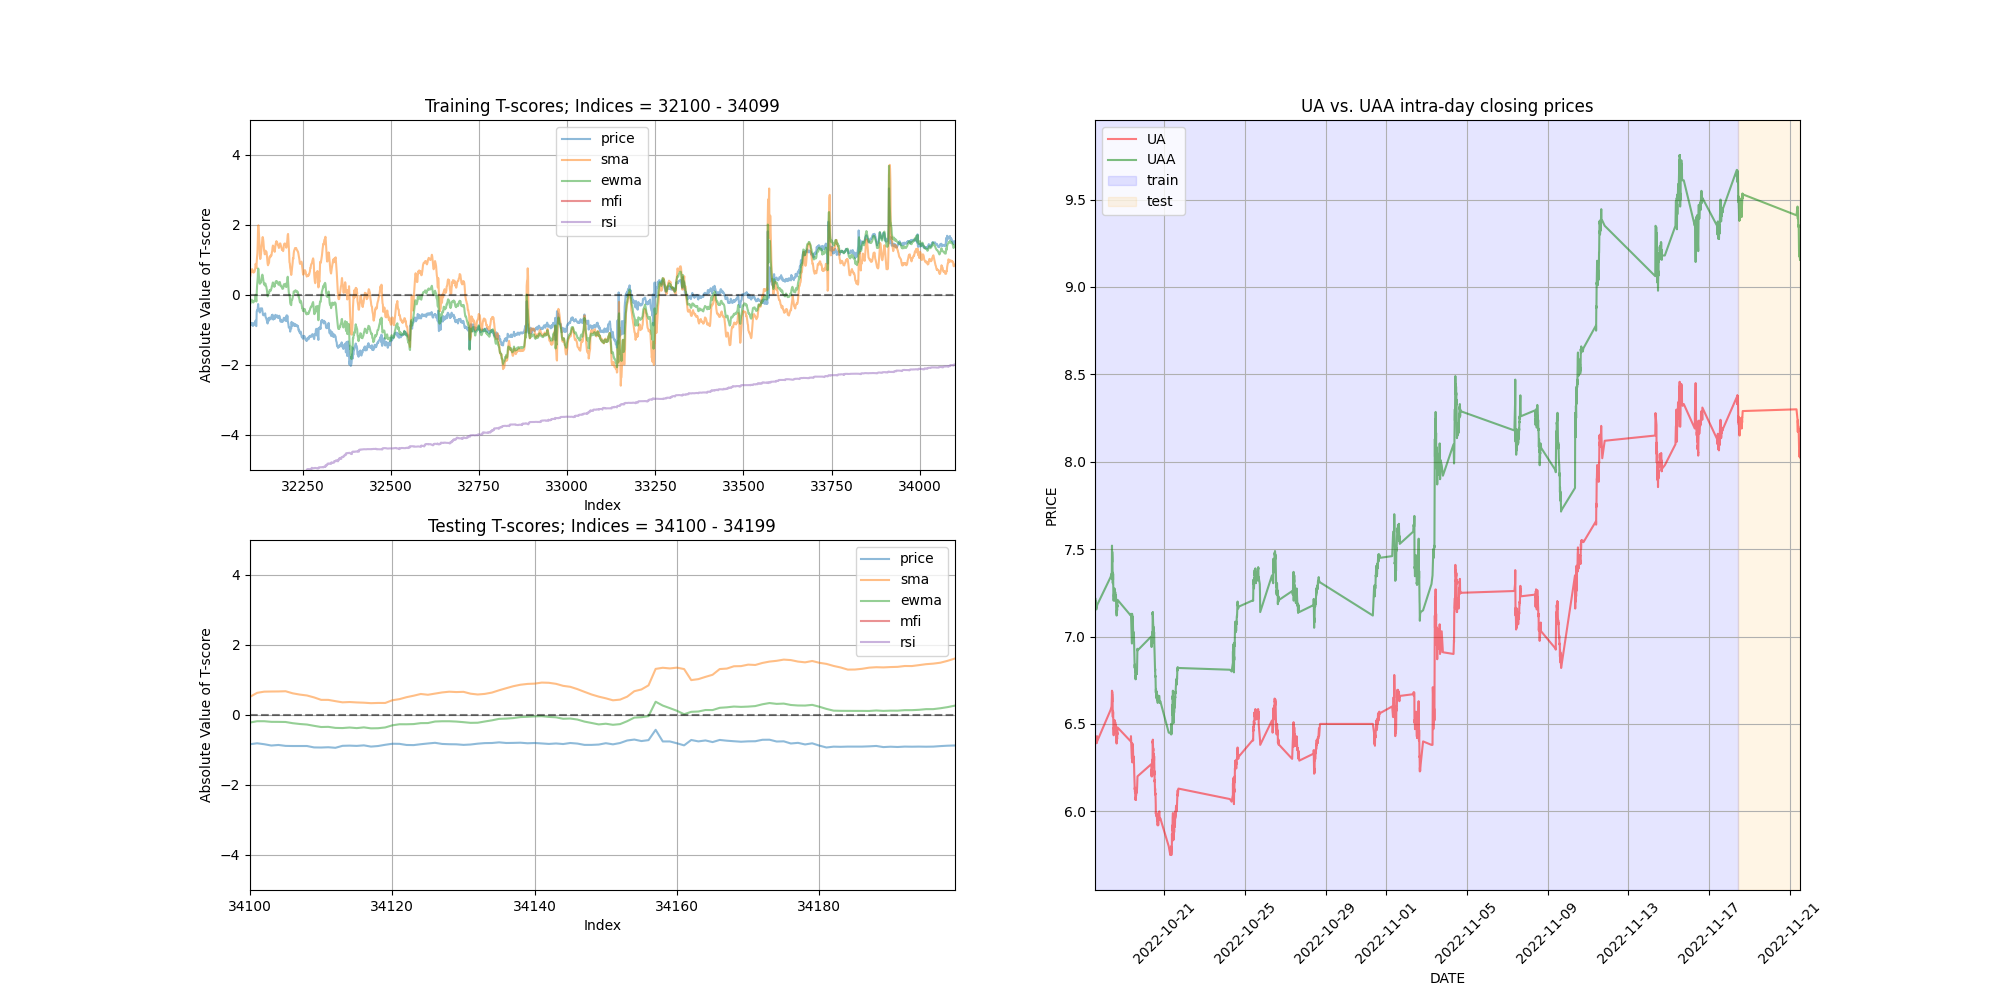 Training T-scores; Indices = 32100 - 34099
Absolute Value of T-score
4
2
0
−2
−4
price
sma
ewma
mfi
rsi
32250 32500 32750 33000 33250 33500 33750 34000
Index
Testing T-scores; Indices = 34100 - 34199
Absolute Value of T-score
4
2
0
−2
−4
price
sma
ewma
mfi
rsi
34100 34120 34140 34160 34180
Index
UA vs. UAA intra-day closing prices
UA
UAA
train
test
PRICE
9.5
9.0
8.5
8.0
7.5
7.0
6.5
6.0
2022-10-21 2022-10-25 2022-10-29 2022-11-01 2022-11-05 2022-11-09 2022-11-13 2022-11-17 2022-11-21
DATE